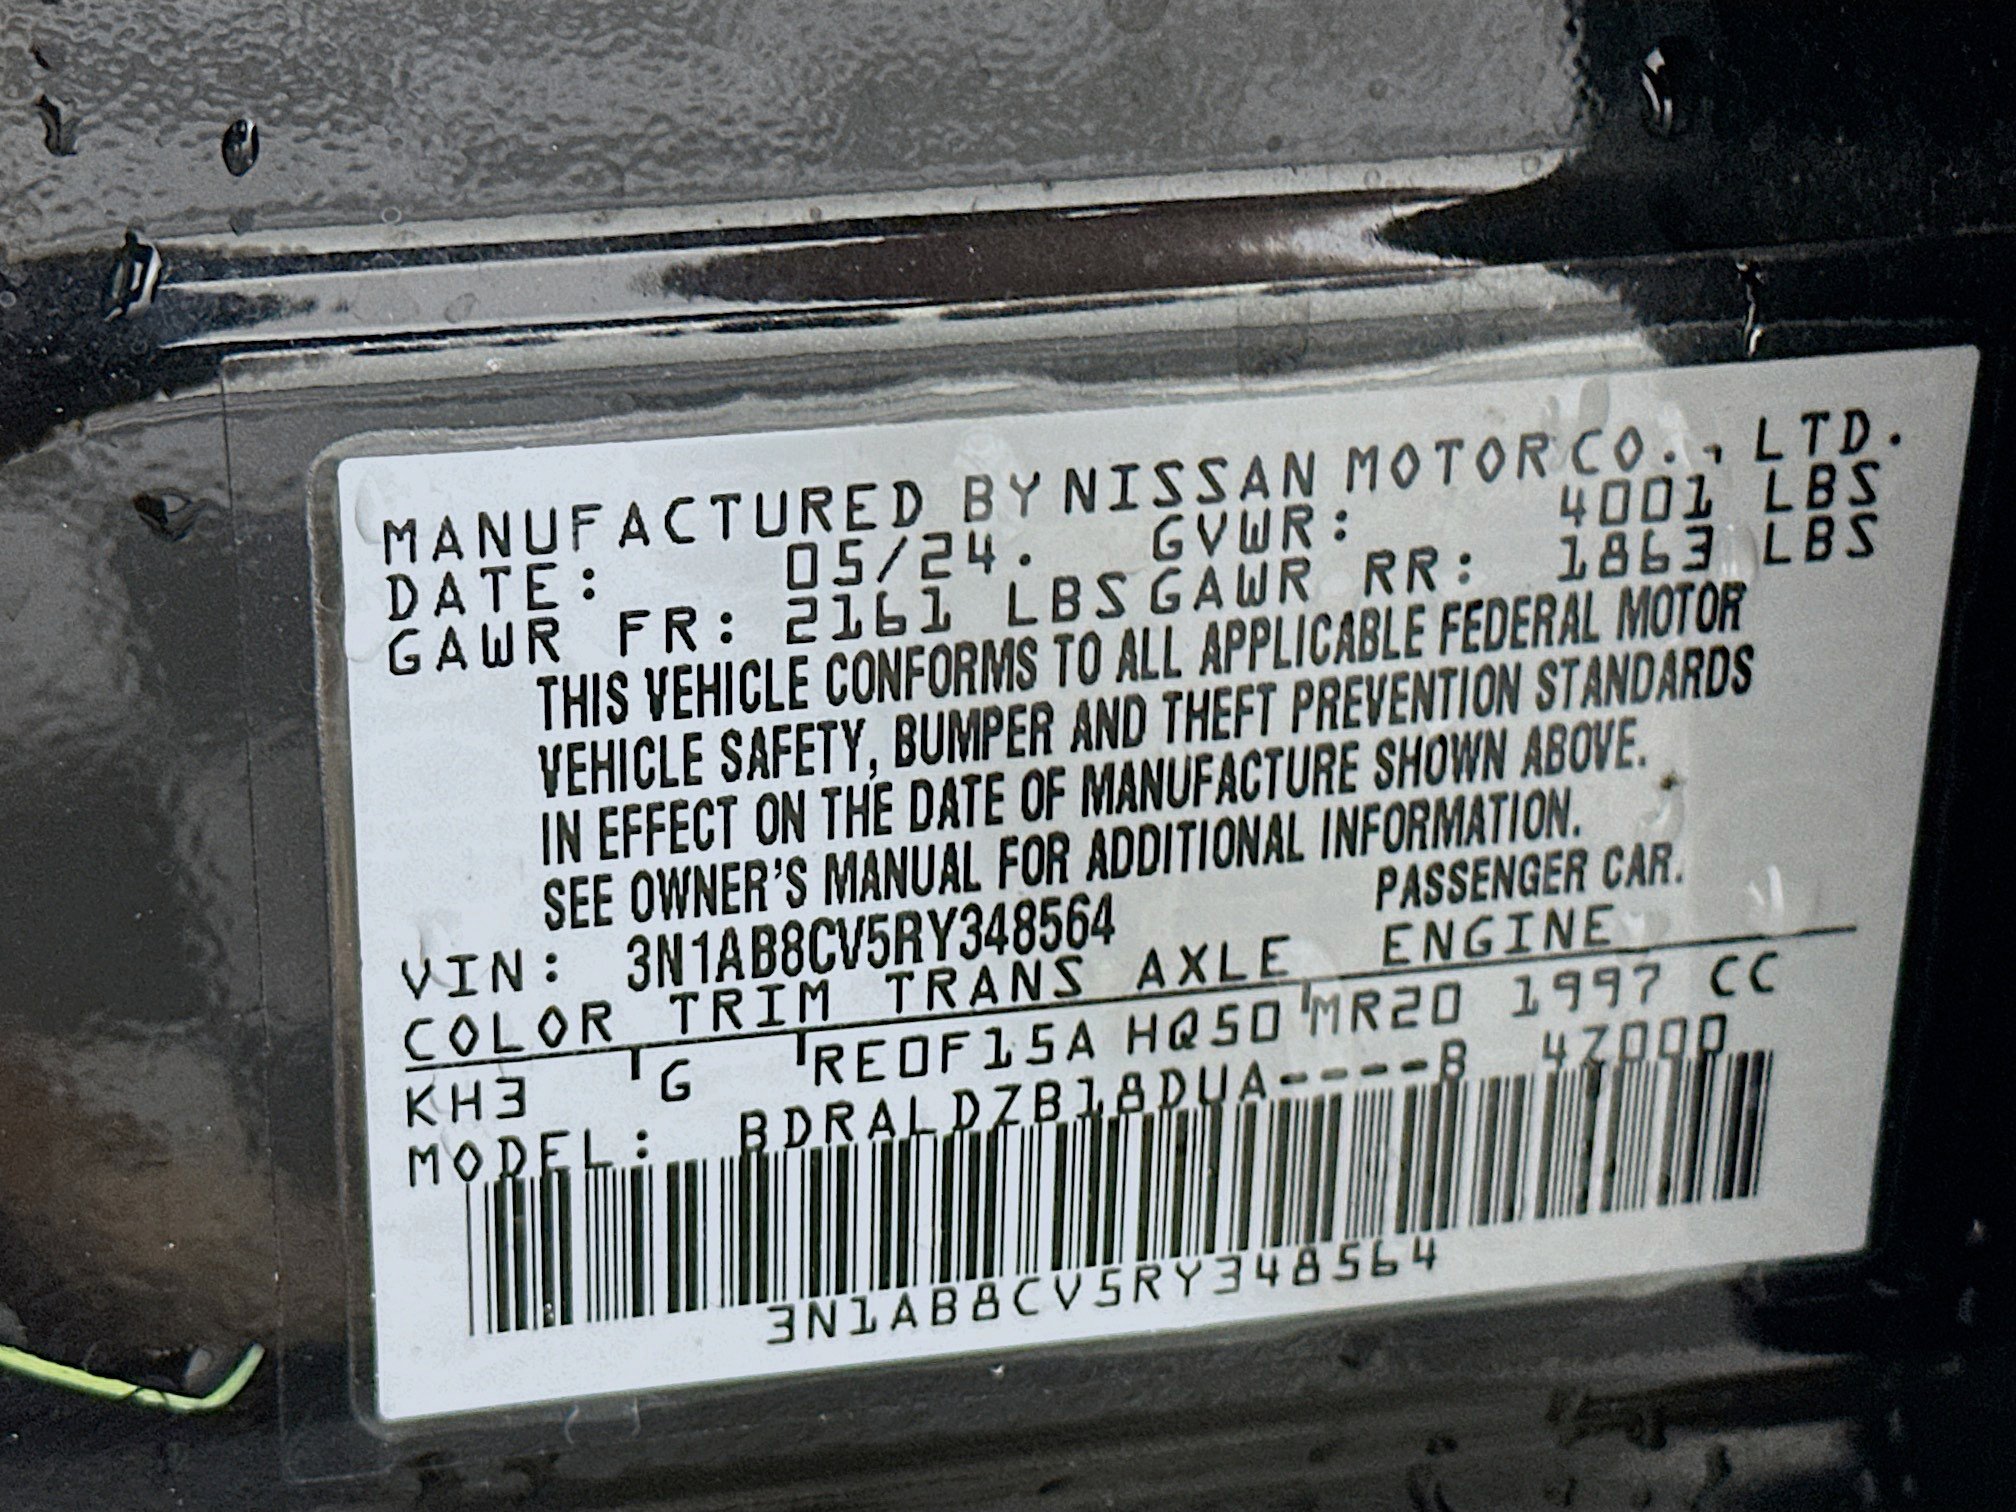 MANUFACTURED BY NISSAN MOTOR CO., LTD.
DATE: 05/24. GVWR: 4001 LBS
GAWR FR: 2161 LBS GAWR RR: 1863 LBS
THIS VEHICLE CONFORMS TO ALL APPLICABLE FEDERAL MOTOR
VEHICLE SAFETY, BUMPER AND THEFT PREVENTION STANDARDS
IN EFFECT ON THE DATE OF MANUFACTURE SHOWN ABOVE.
SEE OWNER'S MANUAL FOR ADDITIONAL INFORMATION.
VIN: 3N1AB8CV5RY348564 PASSENGER CAR.
COLOR TRIM TRANS AXLE ENGINE
KH3 G RE0F15A HQ50 MR20 1997 CC
MODEL: BDRALDZB18DUA----B 4Z000
3N1AB8CV5RY348564